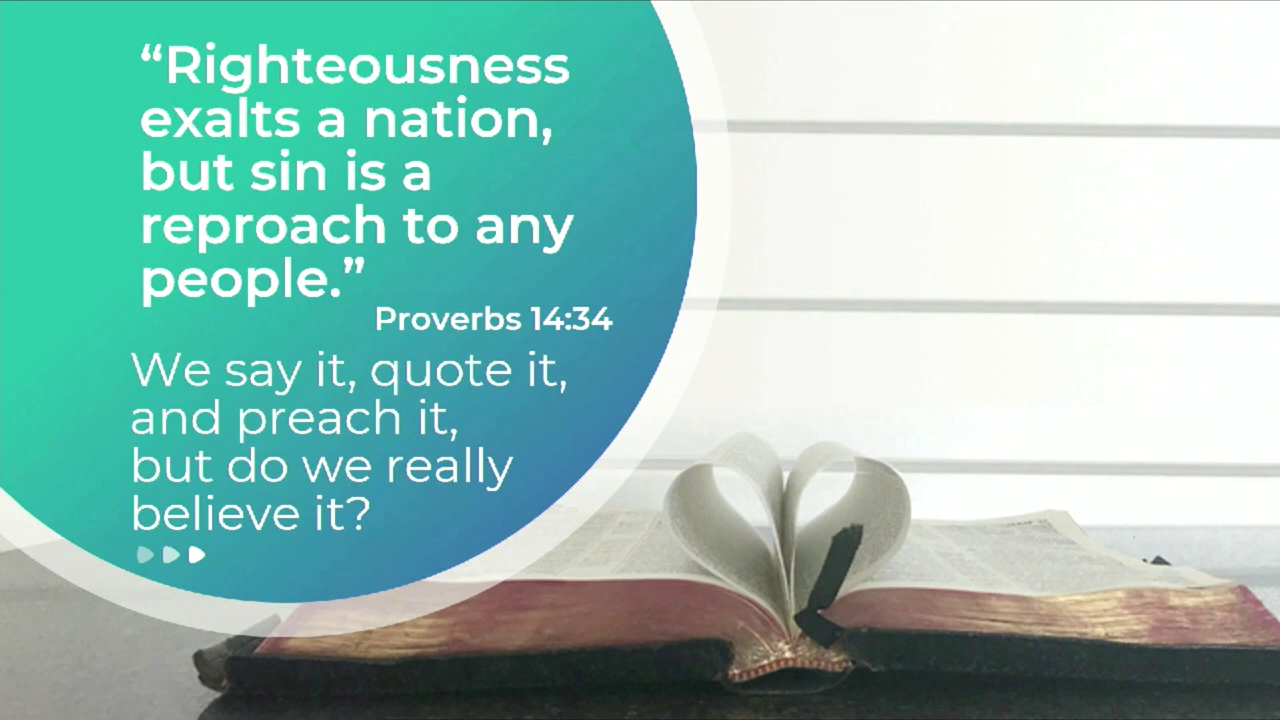 “Righteousness
exalts a nation,
but sin is a
reproach to any
people.”
Proverbs 14:34
We say it, quote it,
and preach it,
but do we really
believe it?